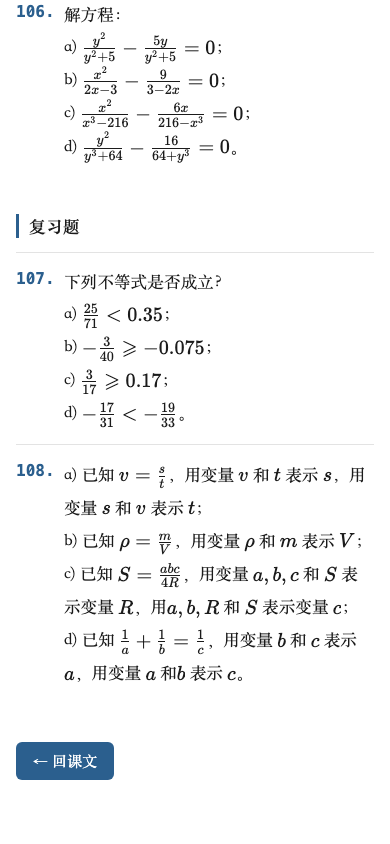 106. 解方程：
a) y²/(y²+5) − 5y/(y²+5) = 0；
b) x²/(2x−3) − 9/(3−2x) = 0；
c) x²/(x³−216) − 6x/(216−x³) = 0；
d) y²/(y³+64) − 16/(64+y³) = 0。
复习题
107. 下列不等式是否成立？
a) 25/71 < 0.35；
b) −3/40 ⩾ −0.075；
c) 3/17 ⩾ 0.17；
d) −17/31 < −19/33。
108. a) 已知 v = s/t，用变量 v 和 t 表示 s，用
变量 s 和 v 表示 t；
b) 已知 ρ = m/V，用变量 ρ 和 m 表示 V；
c) 已知 S = abc/4R，用变量 a, b, c 和 S 表
示变量 R，用a, b, R 和 S 表示变量 c；
d) 已知 1/a + 1/b = 1/c，用变量 b 和 c 表示
a，用变量 a 和b 表示 c。
← 回课文